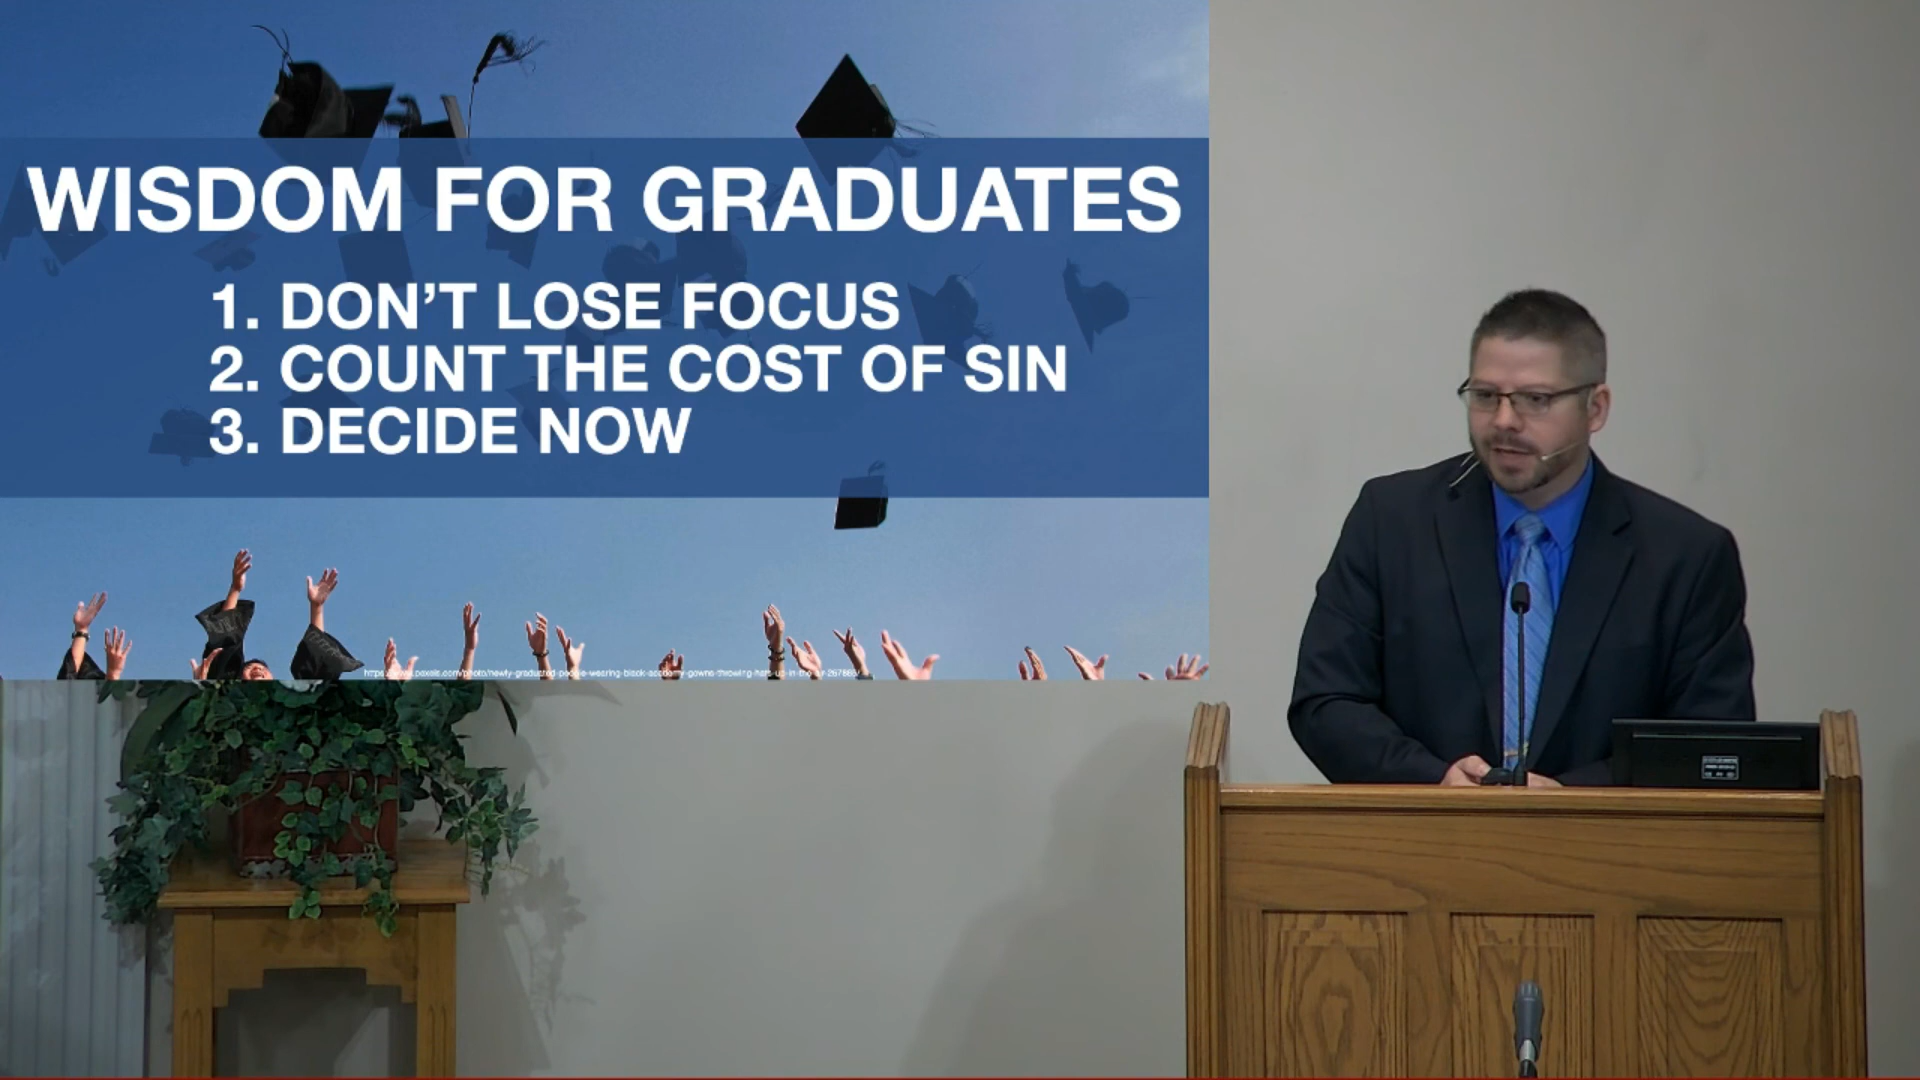 WISDOM FOR GRADUATES
1. DON'T LOSE FOCUS
2. COUNT THE COST OF SIN
3. DECIDE NOW